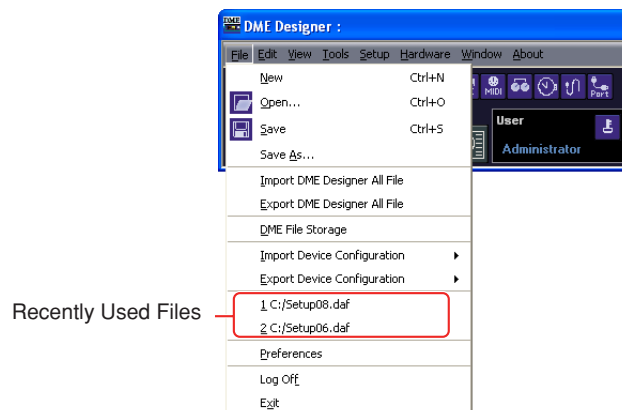 DME Designer :
File Edit View Tools Setup Hardware Window About
New Ctrl+N
Open... Ctrl+O
Save Ctrl+S
Save As...
Import DME Designer All File
Export DME Designer All File
DME File Storage
Import Device Configuration
Export Device Configuration
1 C:/Setup08.daf
2 C:/Setup06.daf
Preferences
Log Off
Exit
MIDI
Port
User
Administrator
Recently Used Files